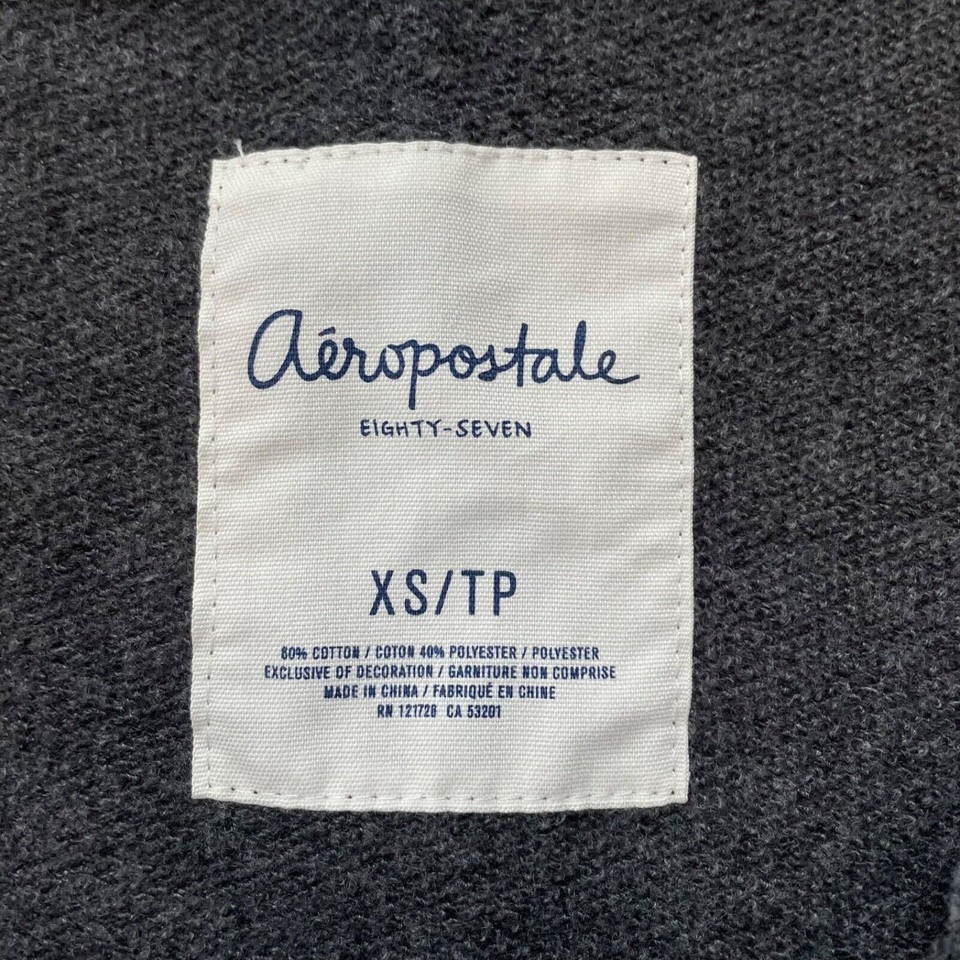 Aéropostale
EIGHTY-SEVEN
XS/TP
60% COTTON / COTON 40% POLYESTER / POLYESTER
EXCLUSIVE OF DECORATION / GARNITURE NON COMPRISE
MADE IN CHINA / FABRIQUÉ EN CHINE
RN 121726 CA 53201